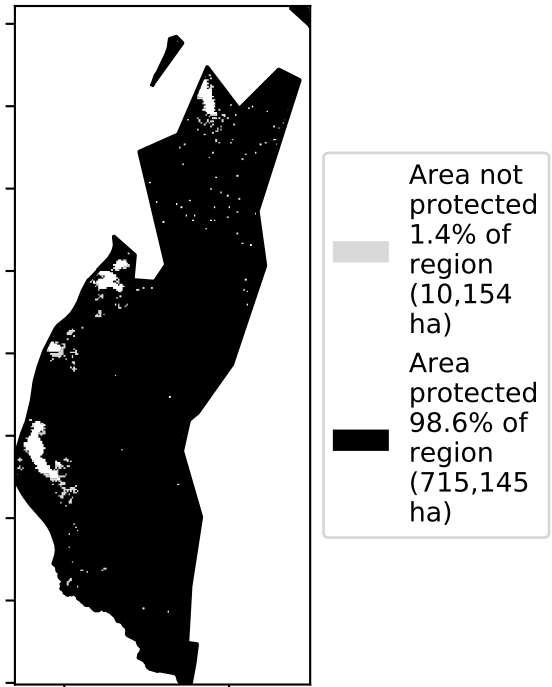 Area not
protected
1.4% of
region
(10,154
ha)
Area
protected
98.6% of
region
(715,145
ha)